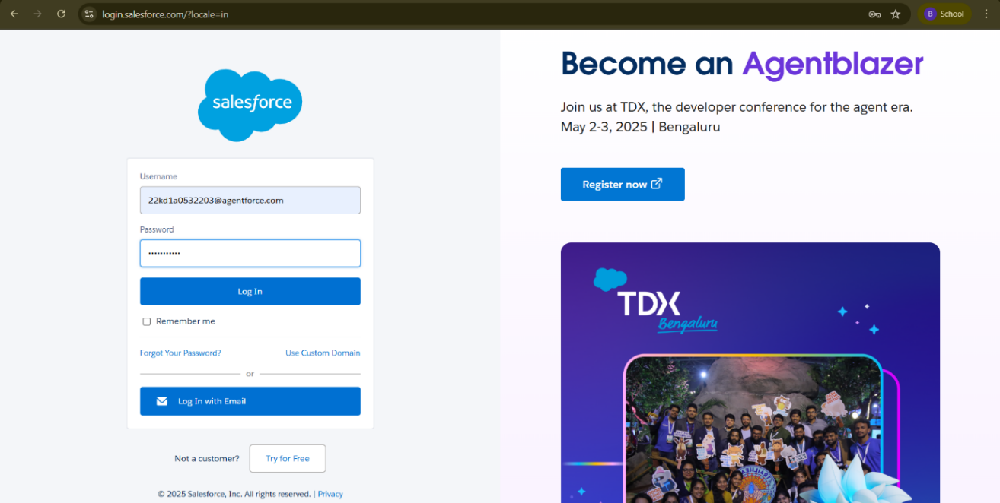 login.salesforce.com/?locale=in
B School
salesforce
Username
22kd1a0532203@agentforce.com
Password
Log In
Remember me
Forgot Your Password? Use Custom Domain
or
Log In with Email
Not a customer? Try for Free
© 2025 Salesforce, Inc. All rights reserved. | Privacy
Become an Agentblazer
Join us at TDX, the developer conference for the agent era.
May 2-3, 2025 | Bengaluru
Register now
TDX
Bengaluru